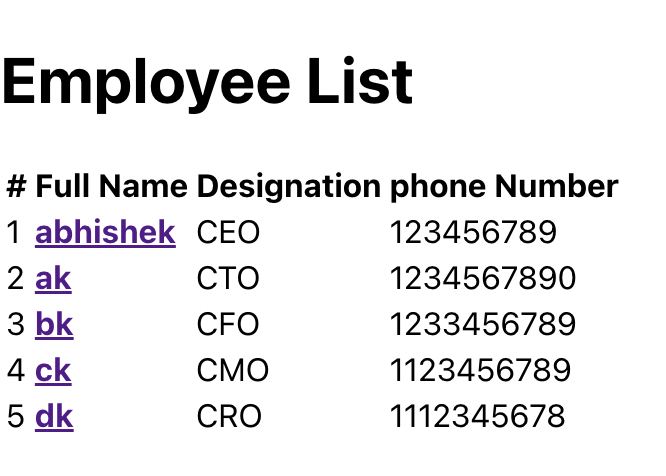 Employee List
# Full Name Designation phone Number
1 abhishek CEO 123456789
2 ak CTO 1234567890
3 bk CFO 1233456789
4 ck CMO 1123456789
5 dk CRO 1112345678